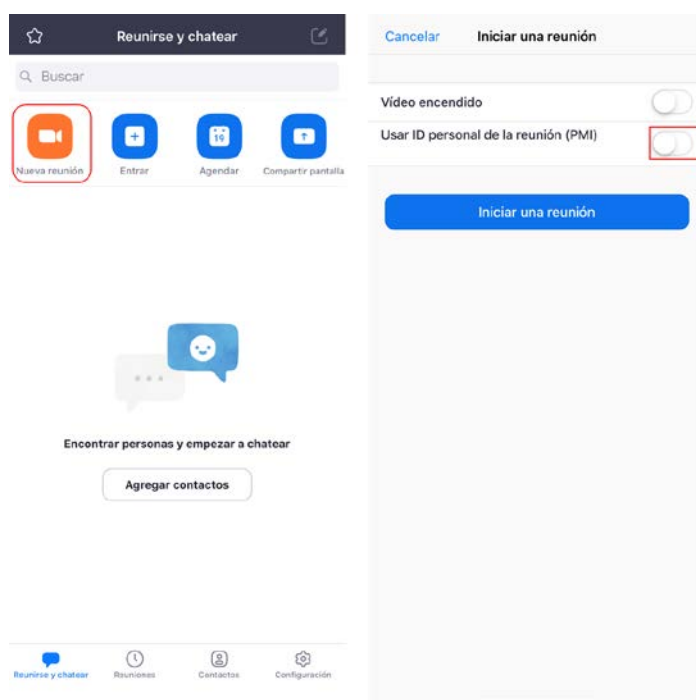 Reunirse y chatear
Buscar
19
Nueva reunión
Entrar
Agendar
Compartir pantalla
Encontrar personas y empezar a chatear
Agregar contactos
Reunirse y chatear
Reuniones
Contactos
Configuración
Cancelar
Iniciar una reunión
Vídeo encendido
Usar ID personal de la reunión (PMI)
Iniciar una reunión